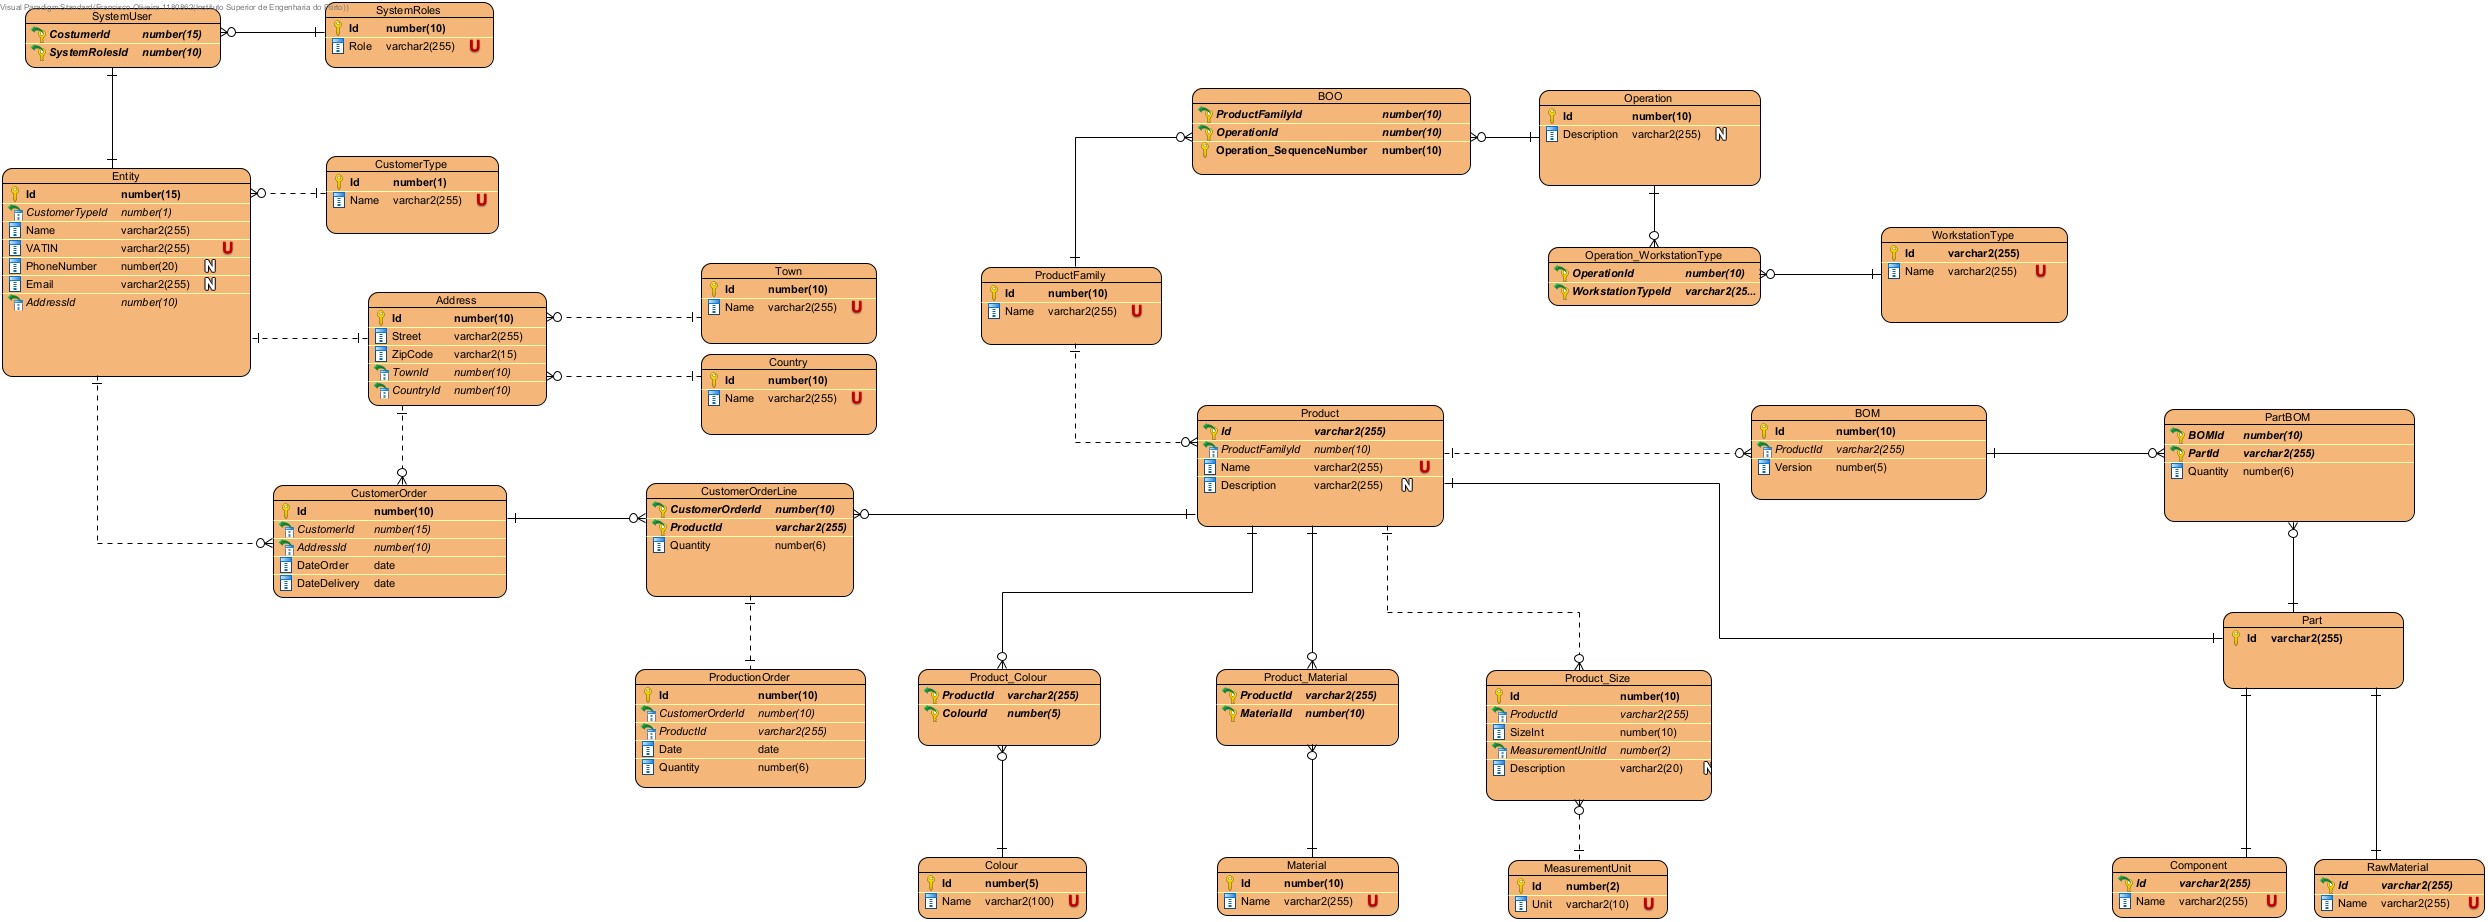 Visual Paradigm Standard(Francisco Oliveira 1180862(Instituto Superior de Engenharia do Porto))
SystemUser
CostumerId number(15)
SystemRolesId number(10)
SystemRoles
Id number(10)
Role varchar2(255) U
BOO
ProductFamilyId number(10)
OperationId number(10)
Operation_SequenceNumber number(10)
Operation
Id number(10)
Description varchar2(255) N
Entity
Id number(15)
CustomerTypeId number(1)
Name varchar2(255)
VATIN varchar2(255) U
PhoneNumber number(20) N
Email varchar2(255) N
AddressId number(10)
CustomerType
Id number(1)
Name varchar2(255) U
Operation_WorkstationType
OperationId number(10)
WorkstationTypeId varchar2(25...
WorkstationType
Id varchar2(255)
Name varchar2(255) U
Town
Id number(10)
Name varchar2(255) U
ProductFamily
Id number(10)
Name varchar2(255) U
Address
Id number(10)
Street varchar2(255)
ZipCode varchar2(15)
TownId number(10)
CountryId number(10)
Country
Id number(10)
Name varchar2(255) U
Product
Id varchar2(255)
ProductFamilyId number(10)
Name varchar2(255) U
Description varchar2(255) N
BOM
Id number(10)
ProductId varchar2(255)
Version number(5)
PartBOM
BOMId number(10)
PartId varchar2(255)
Quantity number(6)
CustomerOrder
Id number(10)
CustomerId number(15)
AddressId number(10)
DateOrder date
DateDelivery date
CustomerOrderLine
CustomerOrderId number(10)
ProductId varchar2(255)
Quantity number(6)
Part
Id varchar2(255)
ProductionOrder
Id number(10)
CustomerOrderId number(10)
ProductId varchar2(255)
Date date
Quantity number(6)
Product_Colour
ProductId varchar2(255)
ColourId number(5)
Product_Material
ProductId varchar2(255)
MaterialId number(10)
Product_Size
Id number(10)
ProductId varchar2(255)
SizeInt number(10)
MeasurementUnitId number(2)
Description varchar2(20) N
Colour
Id number(5)
Name varchar2(100) U
Material
Id number(10)
Name varchar2(255) U
MeasurementUnit
Id number(2)
Unit varchar2(10) U
Component
Id varchar2(255)
Name varchar2(255) U
RawMaterial
Id varchar2(255)
Name varchar2(255) U